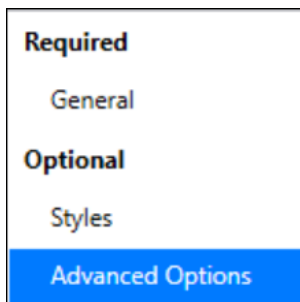 Required
General
Optional
Styles
Advanced Options